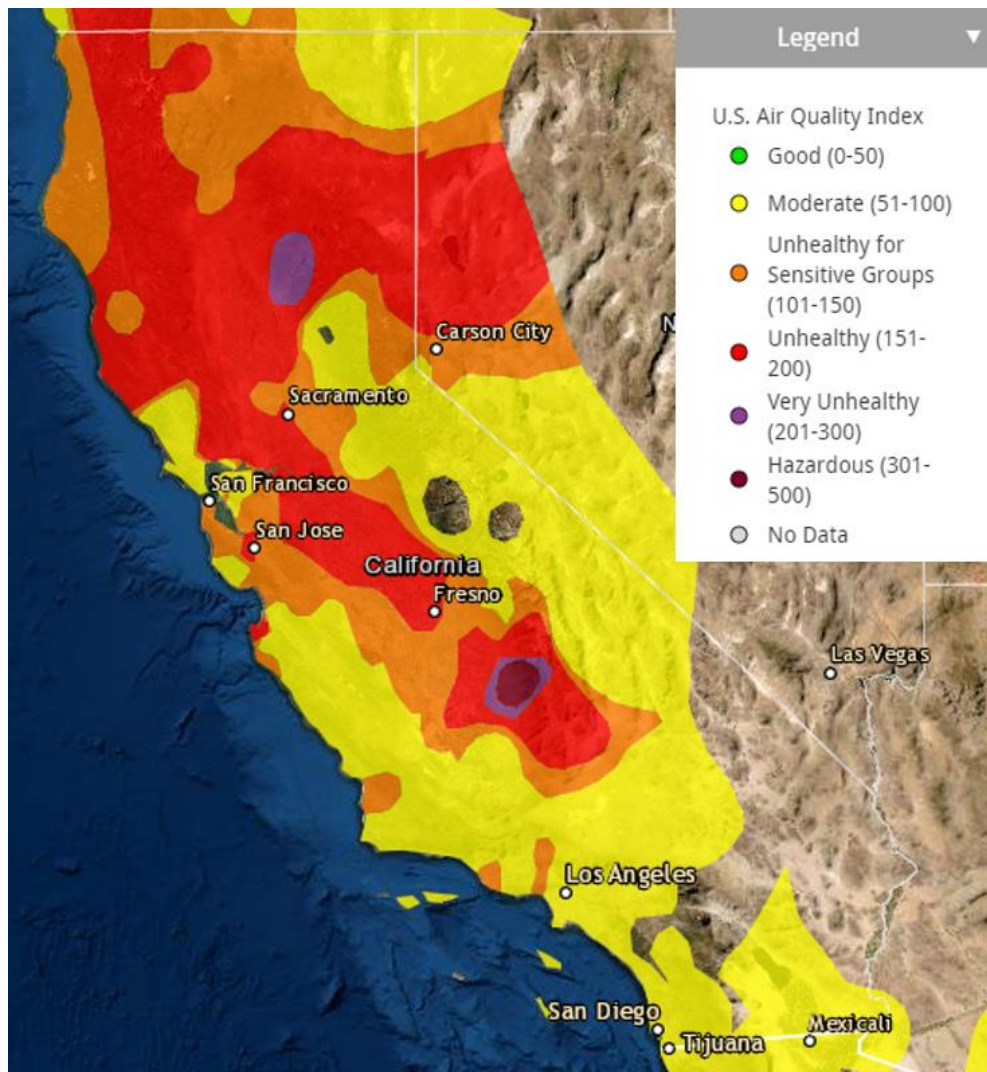 Legend
U.S. Air Quality Index
Good (0-50)
Moderate (51-100)
Unhealthy for
Sensitive Groups
(101-150)
Unhealthy (151-
200)
Very Unhealthy
(201-300)
Hazardous (301-
500)
No Data
Carson City
Sacramento
San Francisco
San Jose
California
Fresno
Las Vegas
Los Angeles
San Diego
Tijuana
Mexicali